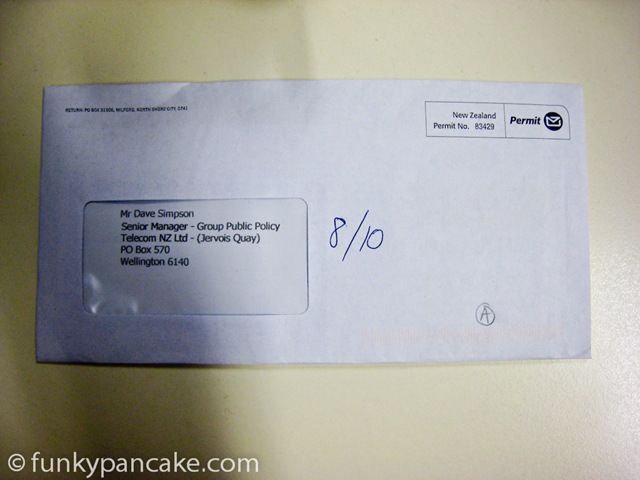 RETURN: PO BOX 31506, MILFORD, NORTH SHORE CITY, 0741
New Zealand
Permit No. 83429
Permit
Mr Dave Simpson
Senior Manager - Group Public Policy
Telecom NZ Ltd - (Jervois Quay)
PO Box 570
Wellington 6140
8/10
A
© funkypancake.com